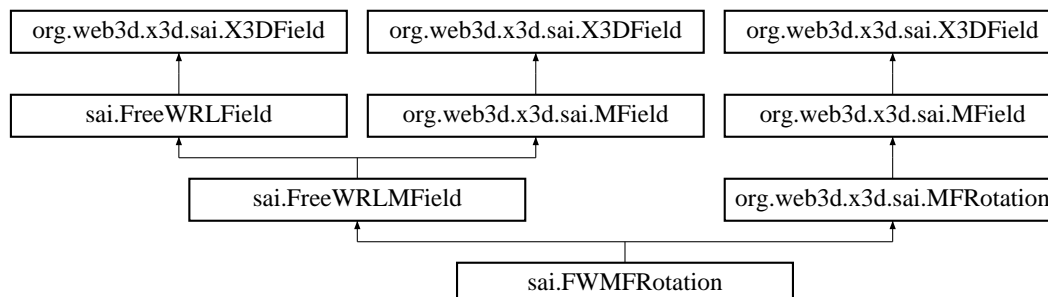 org.web3d.x3d.sai.X3DField
org.web3d.x3d.sai.X3DField
org.web3d.x3d.sai.X3DField
sai.FreeWRLField
org.web3d.x3d.sai.MField
org.web3d.x3d.sai.MField
sai.FreeWRLMField
org.web3d.x3d.sai.MFRotation
sai.FWMFRotation